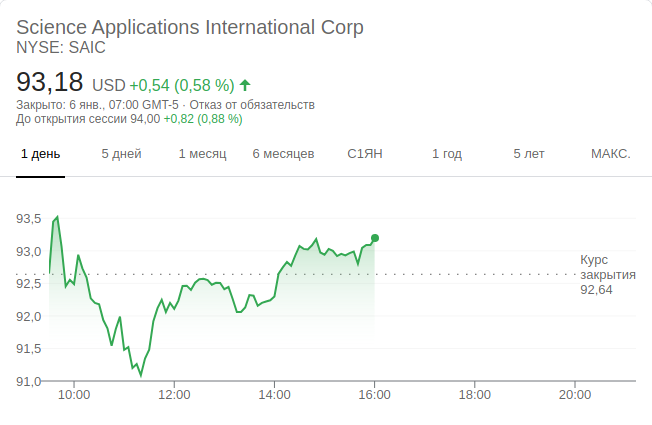 Science Applications International Corp
NYSE: SAIC
93,18 USD +0,54 (0,58 %)
Закрыто: 6 янв., 07:00 GMT-5 · Отказ от обязательств
До открытия сессии 94,00 +0,82 (0,88 %)
1 день 5 дней 1 месяц 6 месяцев С1ЯН 1 год 5 лет МАКС.
93,5
93,0
92,5
92,0
91,5
91,0
Курс
закрытия
92,64
10:00 12:00 14:00 16:00 18:00 20:00